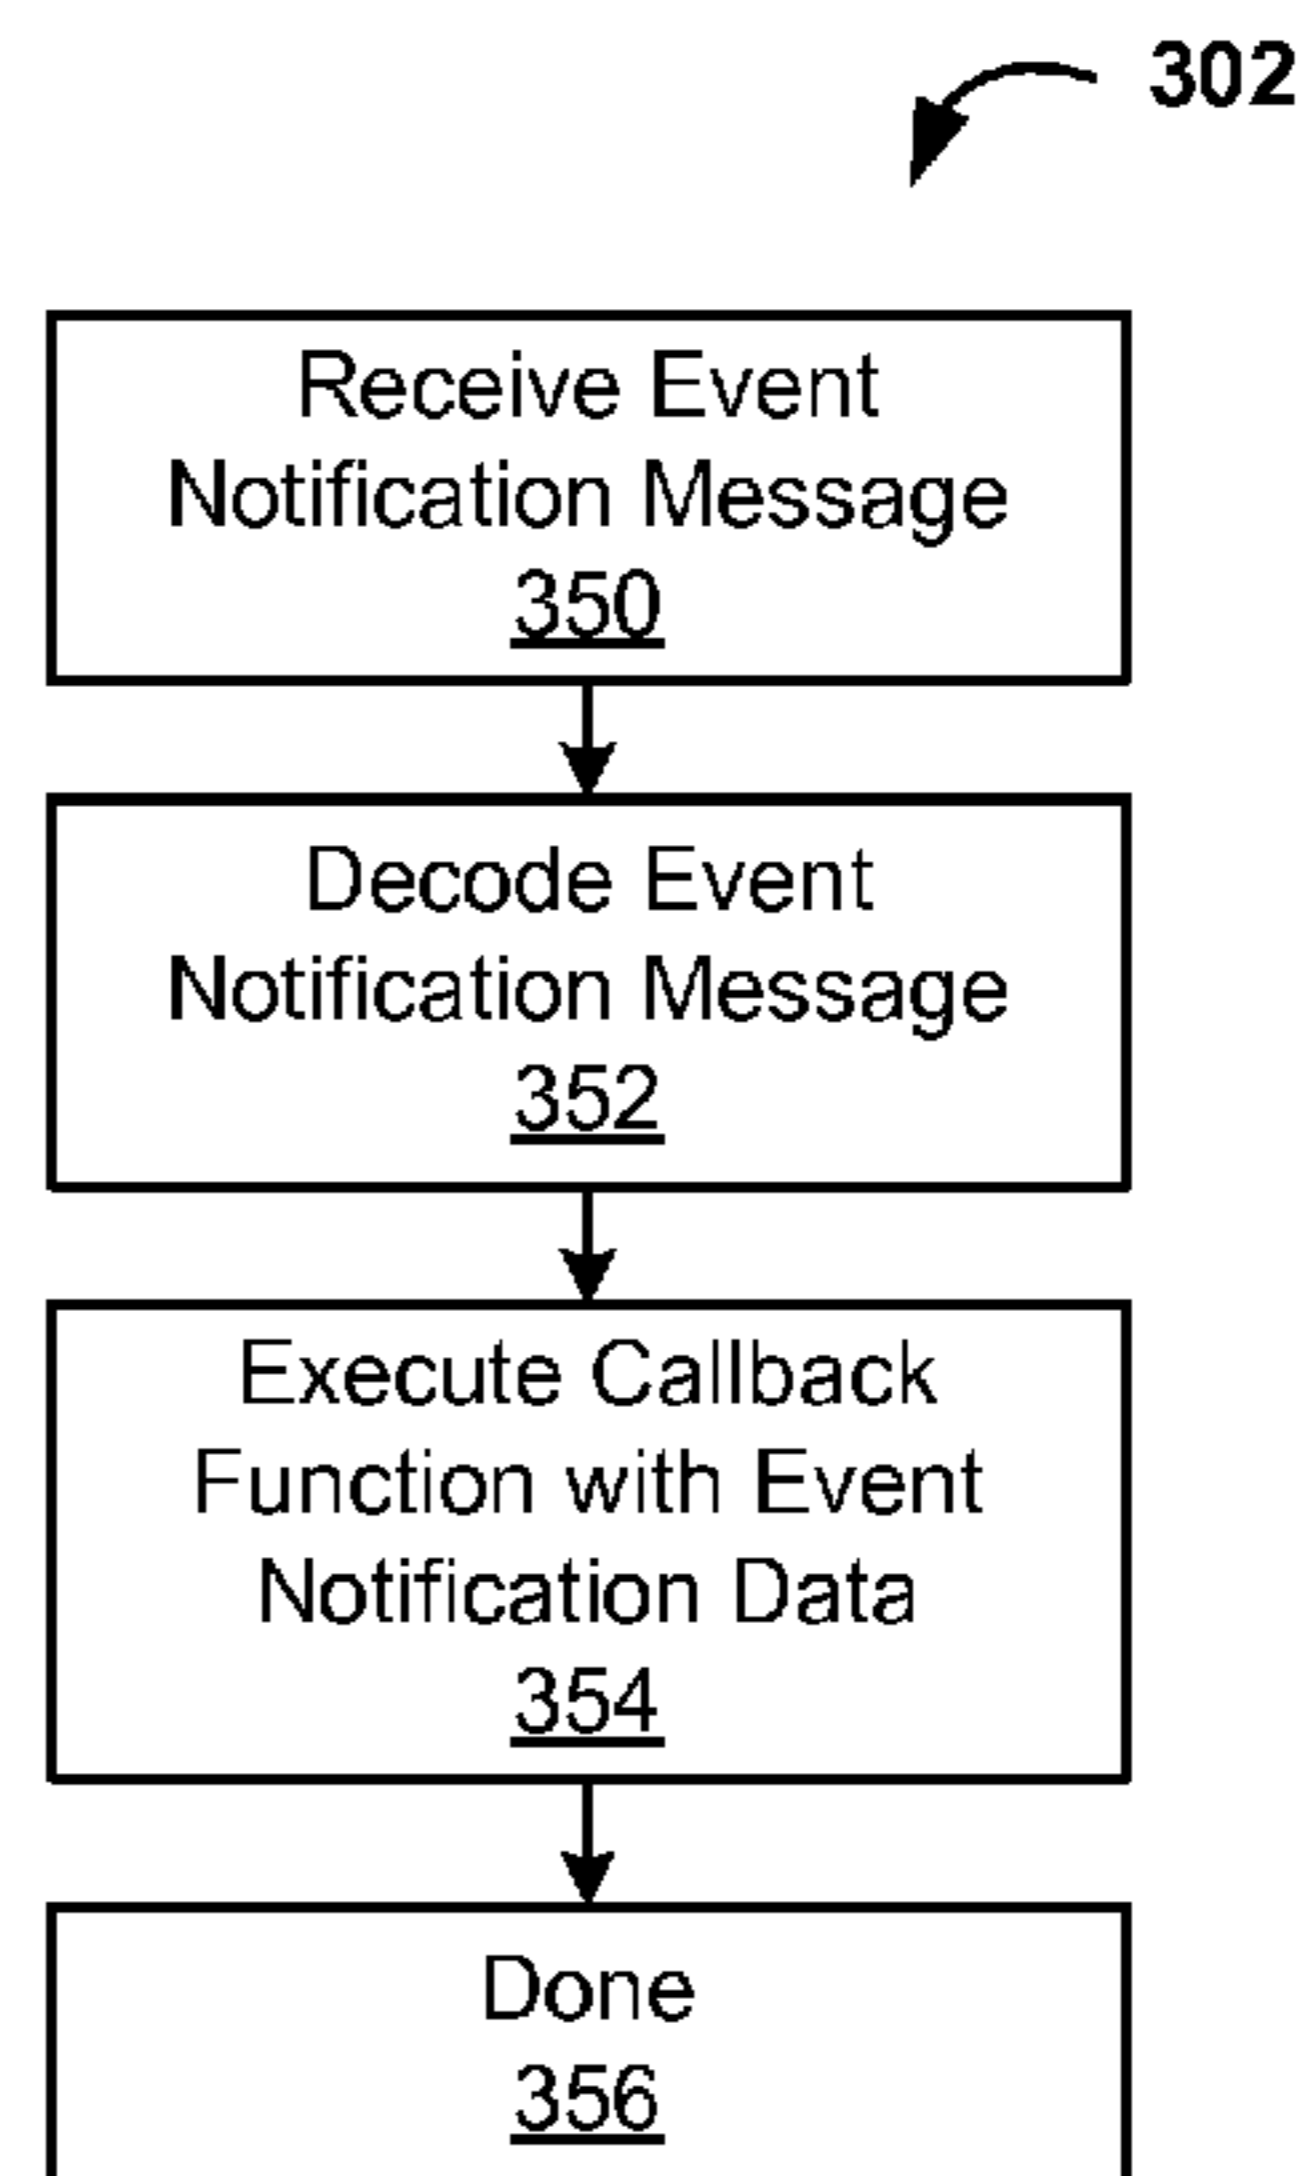 302
Receive Event
Notification Message
350
Decode Event
Notification Message
352
Execute Callback
Function with Event
Notification Data
354
Done
356